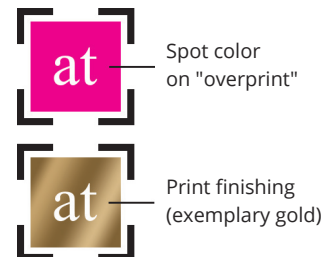 at
Spot color
on "overprint"
at
Print finishing
(exemplary gold)